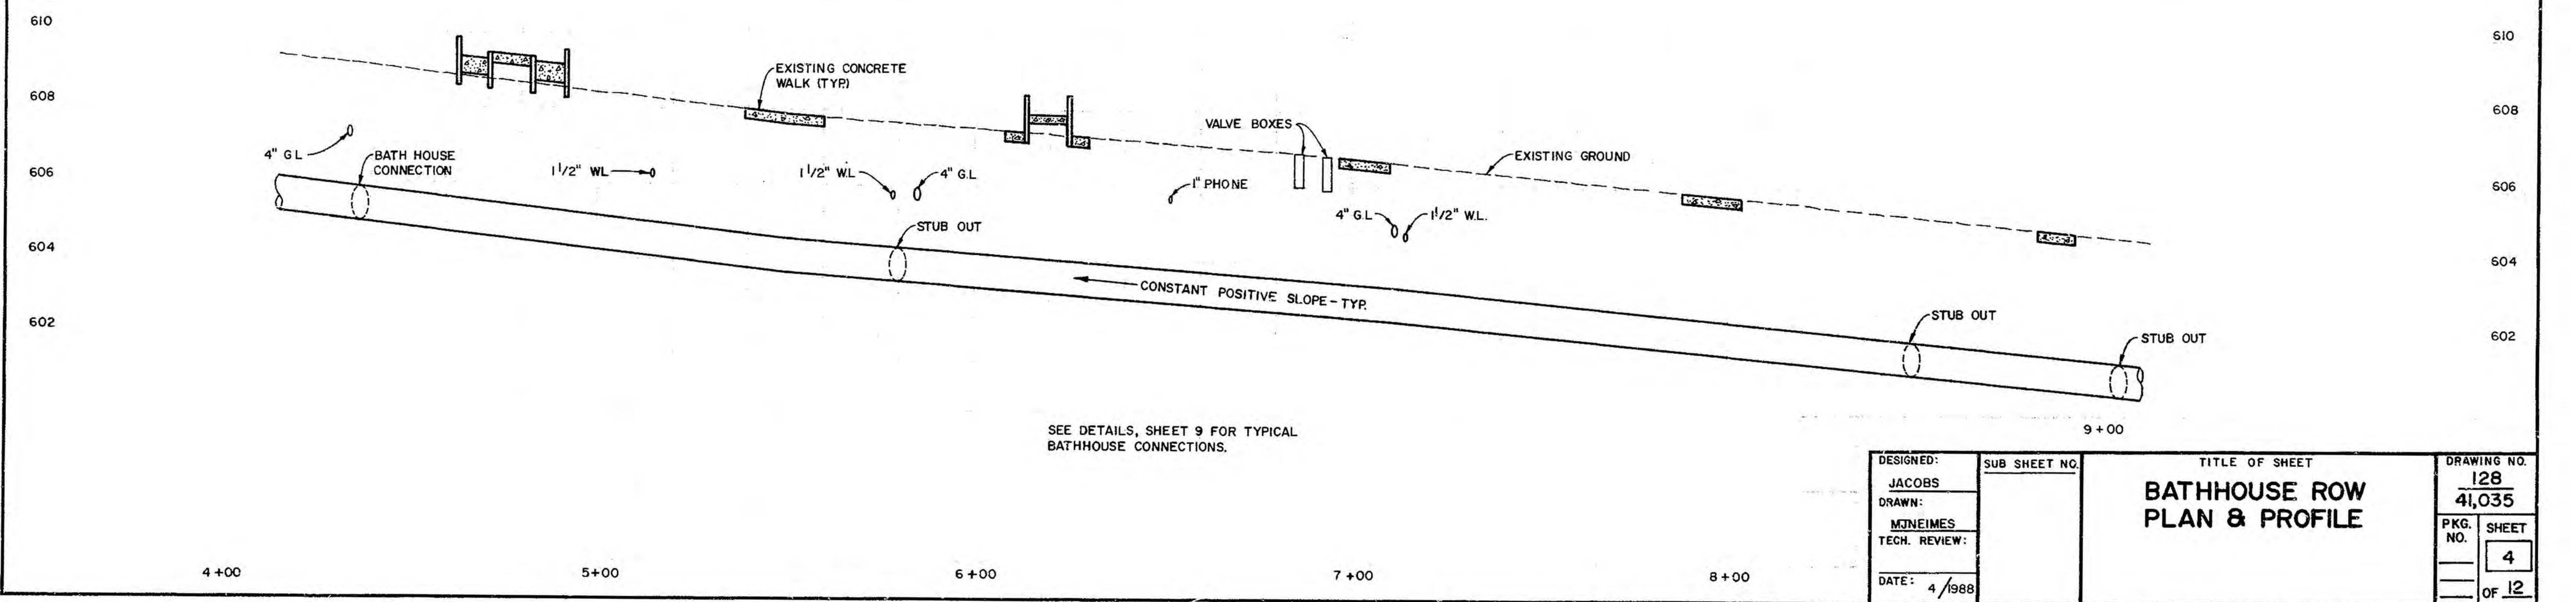 610
610
EXISTING CONCRETE
WALK (TYP.)
608
608
VALVE BOXES
4" G L
BATH HOUSE
CONNECTION
EXISTING GROUND
606
606
1 1/2" WL
1 1/2" W.L
4" G.L
1" PHONE
4" G.L
1 1/2" W.L.
STUB OUT
604
604
CONSTANT POSITIVE SLOPE - TYP.
602
602
STUB OUT
STUB OUT
SEE DETAILS, SHEET 9 FOR TYPICAL
BATHHOUSE CONNECTIONS.
9+00
4+00
5+00
6+00
7+00
8+00
DESIGNED:
JACOBS
DRAWN:
MJNEIMES
TECH. REVIEW:
DATE: 4/1988
SUB SHEET NO.
TITLE OF SHEET
BATHHOUSE ROW
PLAN & PROFILE
DRAWING NO.
128
41,035
PKG.
NO.
SHEET
4
OF 12